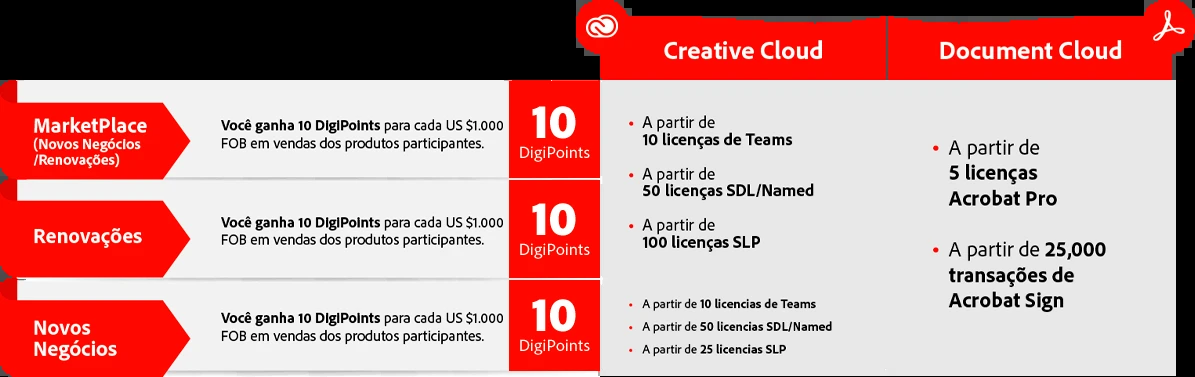 Creative Cloud
Document Cloud
MarketPlace
(Novos Negócios
/Renovações)
Você ganha 10 DigiPoints para cada US $1.000
FOB em vendas dos produtos participantes.
10
DigiPoints
Renovações
Você ganha 10 DigiPoints para cada US $1.000
FOB em vendas dos produtos participantes.
10
DigiPoints
Novos
Negócios
Você ganha 10 DigiPoints para cada US $1.000
FOB em vendas dos produtos participantes.
10
DigiPoints
• A partir de
10 licenças de Teams
• A partir de
50 licenças SDL/Named
• A partir de
100 licenças SLP
• A partir de 10 licencias de Teams
• A partir de 50 licencias SDL/Named
• A partir de 25 licencias SLP
• A partir de
5 licenças
Acrobat Pro
• A partir de 25,000
transações de
Acrobat Sign